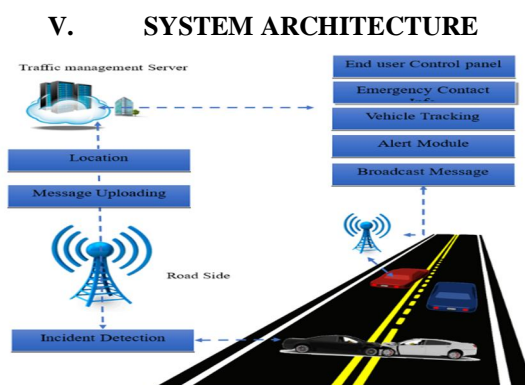 V. SYSTEM ARCHITECTURE
Traffic management Server
End user Control panel
Emergency Contact
Vehicle Tracking
Alert Module
Broadcast Message
Location
Message Uploading
Road Side
Incident Detection